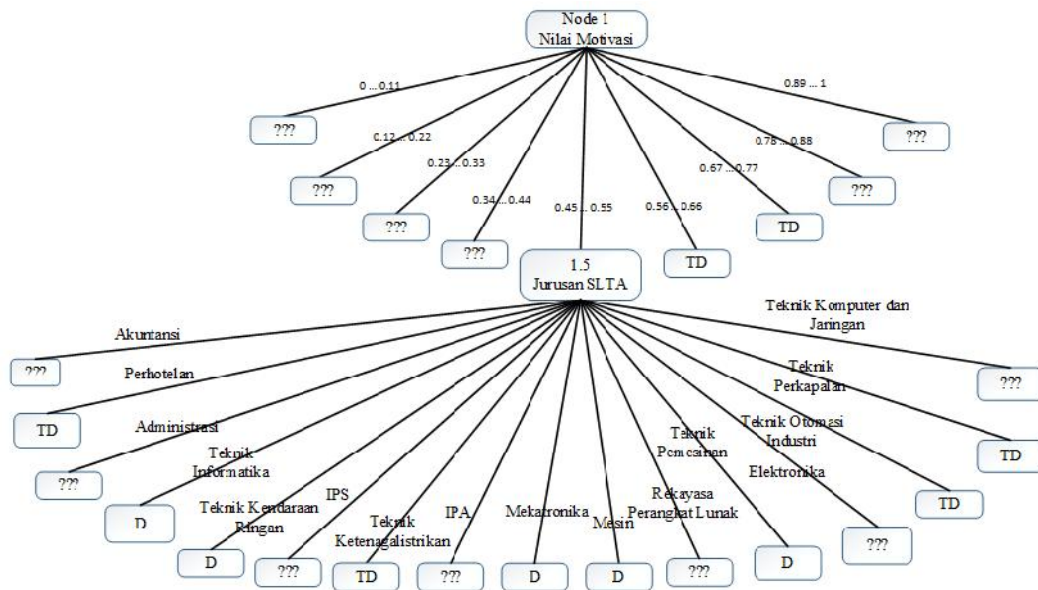 Node 1
Nilai Motivasi
0 ... 0.11
0.12 ... 0.22
0.23 ... 0.33
0.34 ... 0.44
0.45 ... 0.55
0.56 ... 0.66
0.67 ... 0.77
0.78 ... 0.88
0.89 ... 1
???
???
???
???
1.5
Jurusan SLTA
TD
TD
???
???
Akuntansi
Perhotelan
Administrasi
Teknik
Informatika
Teknik Kendaraan
Ringan
IPS
Teknik
Ketenagalistrikan
IPA
Mekatronika
Mesin
Rekayasa
Perangkat Lunak
Teknik
Pemesinan
Elektronika
Teknik Otomasi
Industri
Teknik
Perkapalan
Teknik Komputer dan
Jaringan
???
TD
???
D
D
???
TD
???
D
D
???
D
???
TD
TD
???